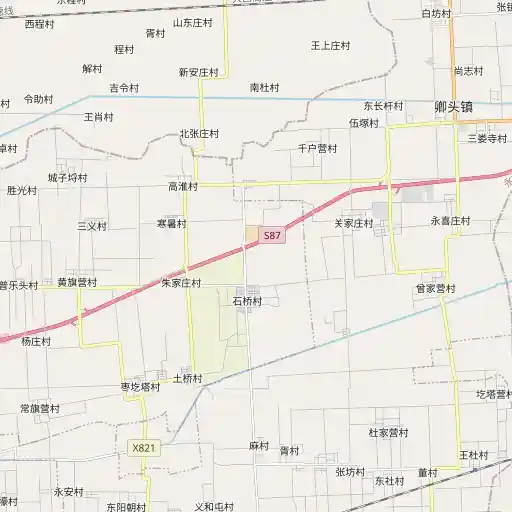 东程村
西程村
山东庄村
胥村
程村
王上庄村
白坊村
解村
新安庄村
尚志村
吉令村
南杜村
令助村
东长杆村
卿头镇
王肖村
伍塚村
北张庄村
三娄寺村
千户营村
城子埒村
高淮村
胜光村
三义村
寒暑村
关家庄村
永喜庄村
S87
黄旗营村
朱家庄村
普乐头村
曾家营村
石桥村
杨庄村
土桥村
枣圪塔村
圪塔营村
常旗营村
杜家营村
X821
麻村
胥村
王杜村
张坊村
董村
东社村
永安村
东阳朝村
义和屯村